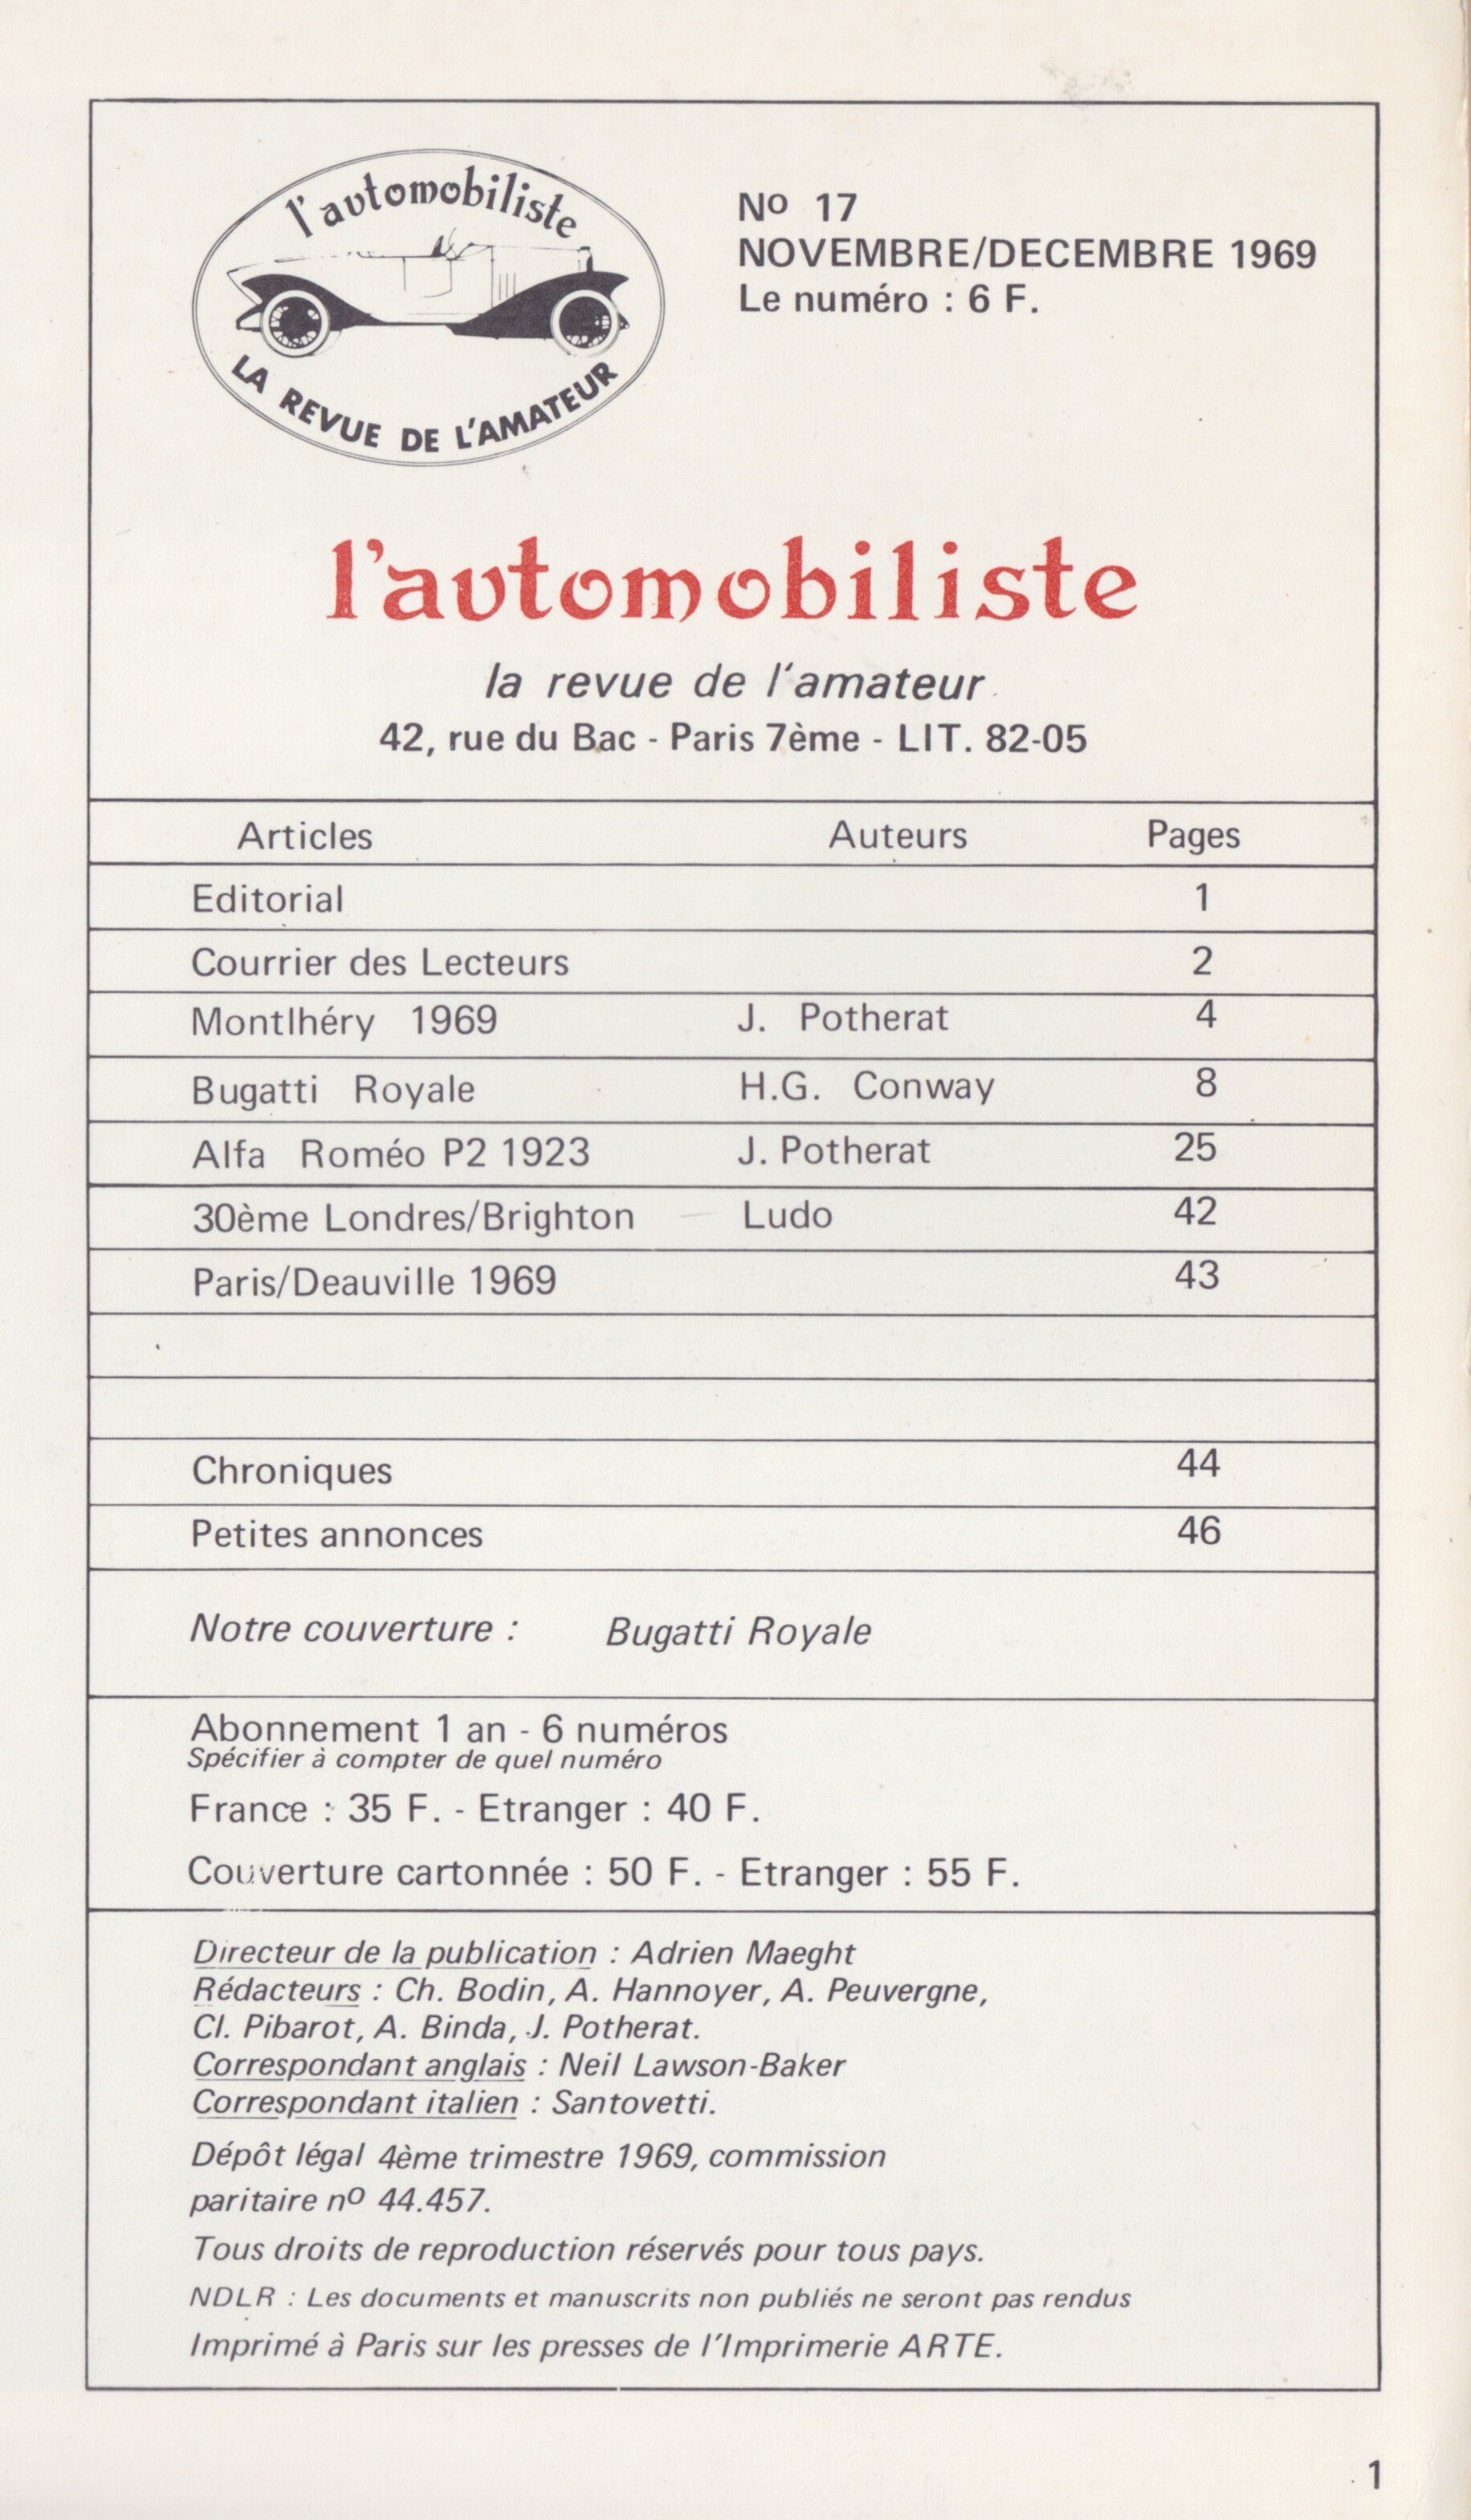 l'automobiliste
LA REVUE DE L'AMATEUR
Nº 17
NOVEMBRE/DECEMBRE 1969
Le numéro : 6 F.
l'automobiliste
la revue de l'amateur
42, rue du Bac - Paris 7ème - LIT. 82-05
Articles Auteurs Pages
Editorial 1
Courrier des Lecteurs 2
Montlhéry 1969 J. Potherat 4
Bugatti Royale H.G. Conway 8
Alfa Roméo P2 1923 J. Potherat 25
30ème Londres/Brighton Ludo 42
Paris/Deauville 1969 43
Chroniques 44
Petites annonces 46
Notre couverture : Bugatti Royale
Abonnement 1 an - 6 numéros
Spécifier à compter de quel numéro
France : 35 F. - Etranger : 40 F.
Couverture cartonnée : 50 F. - Etranger : 55 F.
Directeur de la publication : Adrien Maeght
Rédacteurs : Ch. Bodin, A. Hannoyer, A. Peuvergne,
Cl. Pibarot, A. Binda, J. Potherat.
Correspondant anglais : Neil Lawson-Baker
Correspondant italien : Santovetti.
Dépôt légal 4ème trimestre 1969, commission
paritaire nº 44.457.
Tous droits de reproduction réservés pour tous pays.
NDLR : Les documents et manuscrits non publiés ne seront pas rendus
Imprimé à Paris sur les presses de l'Imprimerie ARTE.
1